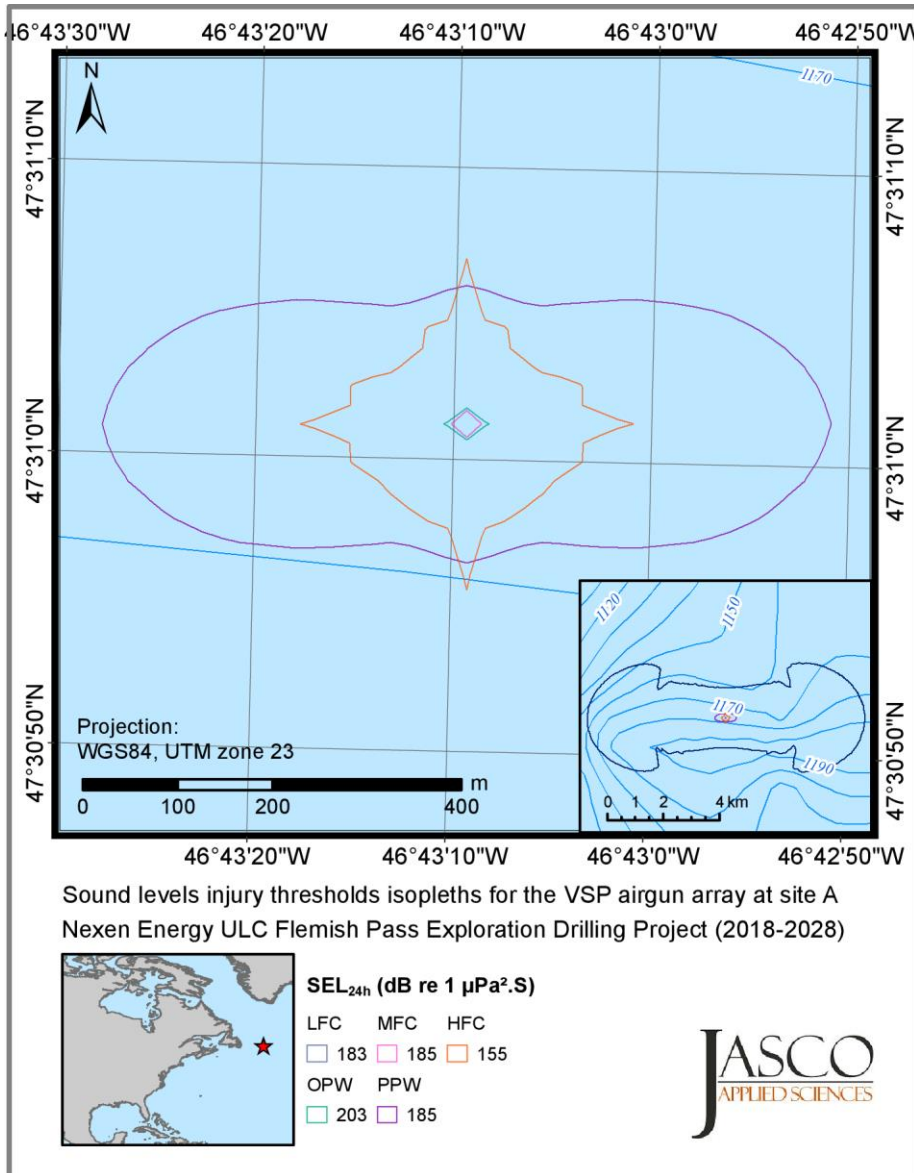 46°43'30"W 46°43'20"W 46°43'10"W 46°43'0"W 46°42'50"W
N
1170
47°31'10"N
47°31'10"N
47°31'0"N
47°31'0"N
1120
1150
1170
1190
47°30'50"N
47°30'50"N
Projection:
WGS84, UTM zone 23
m
0 100 200 400
0 1 2 4 km
46°43'20"W 46°43'10"W 46°43'0"W 46°42'50"W
Sound levels injury thresholds isopleths for the VSP airgun array at site A
Nexen Energy ULC Flemish Pass Exploration Drilling Project (2018-2028)
SEL24h (dB re 1 µPa².S)
LFC MFC HFC
183 185 155
OPW PPW
203 185
JASCO
APPLIED SCIENCES